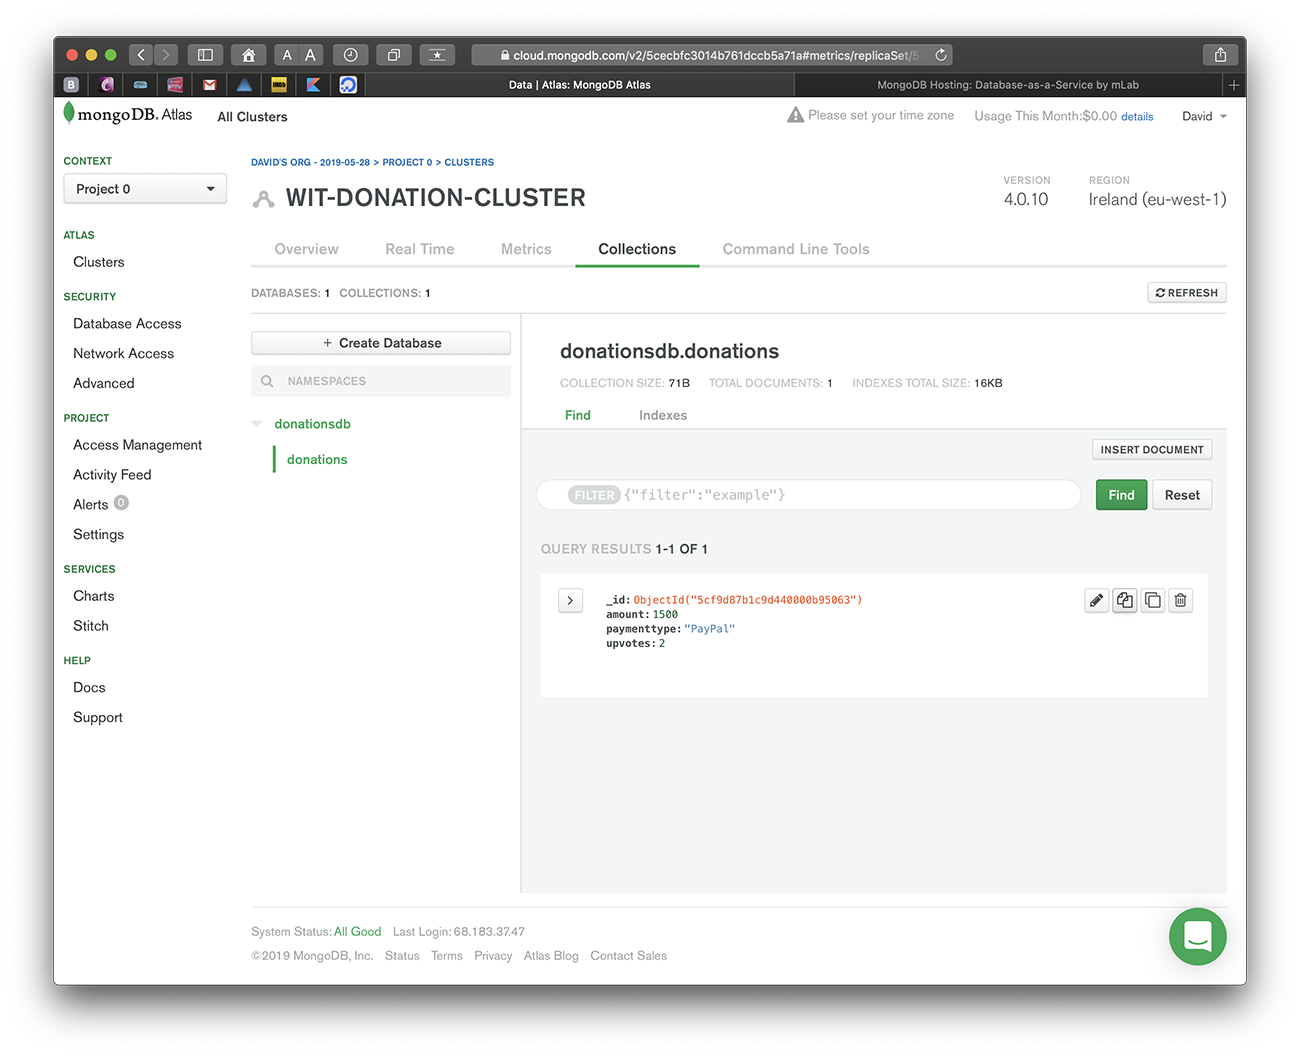 A A
cloud.mongodb.com/v2/5cecbfc3014b761dccb5a71a#metrics/replicaSet/5
B
IMDb
Data | Atlas: MongoDB Atlas
MongoDB Hosting: Database-as-a-Service by mLab
mongoDB. Atlas
All Clusters
Please set your time zone
Usage This Month:$0.00 details
David
CONTEXT
Project 0
ATLAS
Clusters
SECURITY
Database Access
Network Access
Advanced
PROJECT
Access Management
Activity Feed
Alerts 0
Settings
SERVICES
Charts
Stitch
HELP
Docs
Support
DAVID'S ORG - 2019-05-28 > PROJECT 0 > CLUSTERS
WIT-DONATION-CLUSTER
VERSION
4.0.10
REGION
Ireland (eu-west-1)
Overview
Real Time
Metrics
Collections
Command Line Tools
DATABASES: 1 COLLECTIONS: 1
REFRESH
+ Create Database
NAMESPACES
donationsdb
donations
donationsdb.donations
COLLECTION SIZE: 71B TOTAL DOCUMENTS: 1 INDEXES TOTAL SIZE: 16KB
Find
Indexes
INSERT DOCUMENT
FILTER {"filter":"example"}
Find
Reset
QUERY RESULTS 1-1 OF 1
_id: ObjectId("5cf9d87b1c9d440000b95063")
amount: 1500
paymenttype: "PayPal"
upvotes: 2
System Status: All Good Last Login: 68.183.37.47
©2019 MongoDB, Inc. Status Terms Privacy Atlas Blog Contact Sales